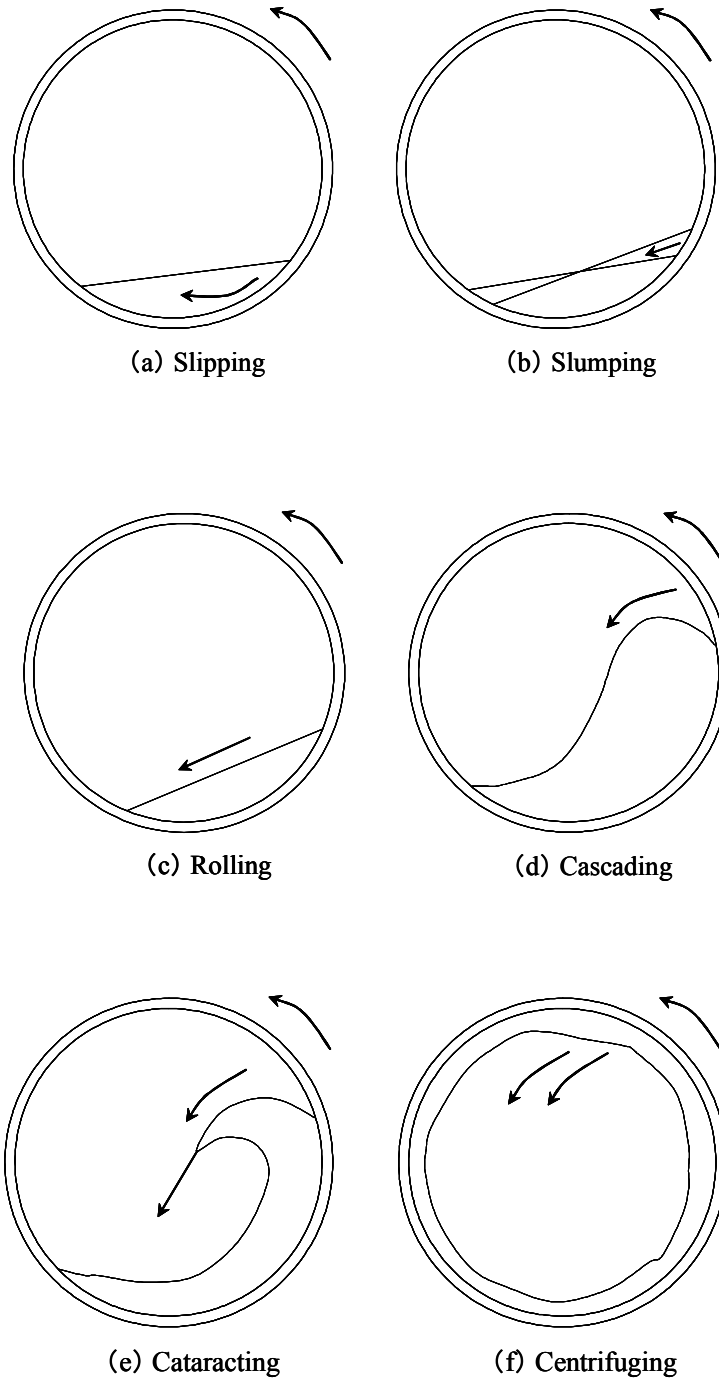 (a) Slipping
(b) Slumping
(c) Rolling
(d) Cascading
(e) Cataracting
(f) Centrifuging